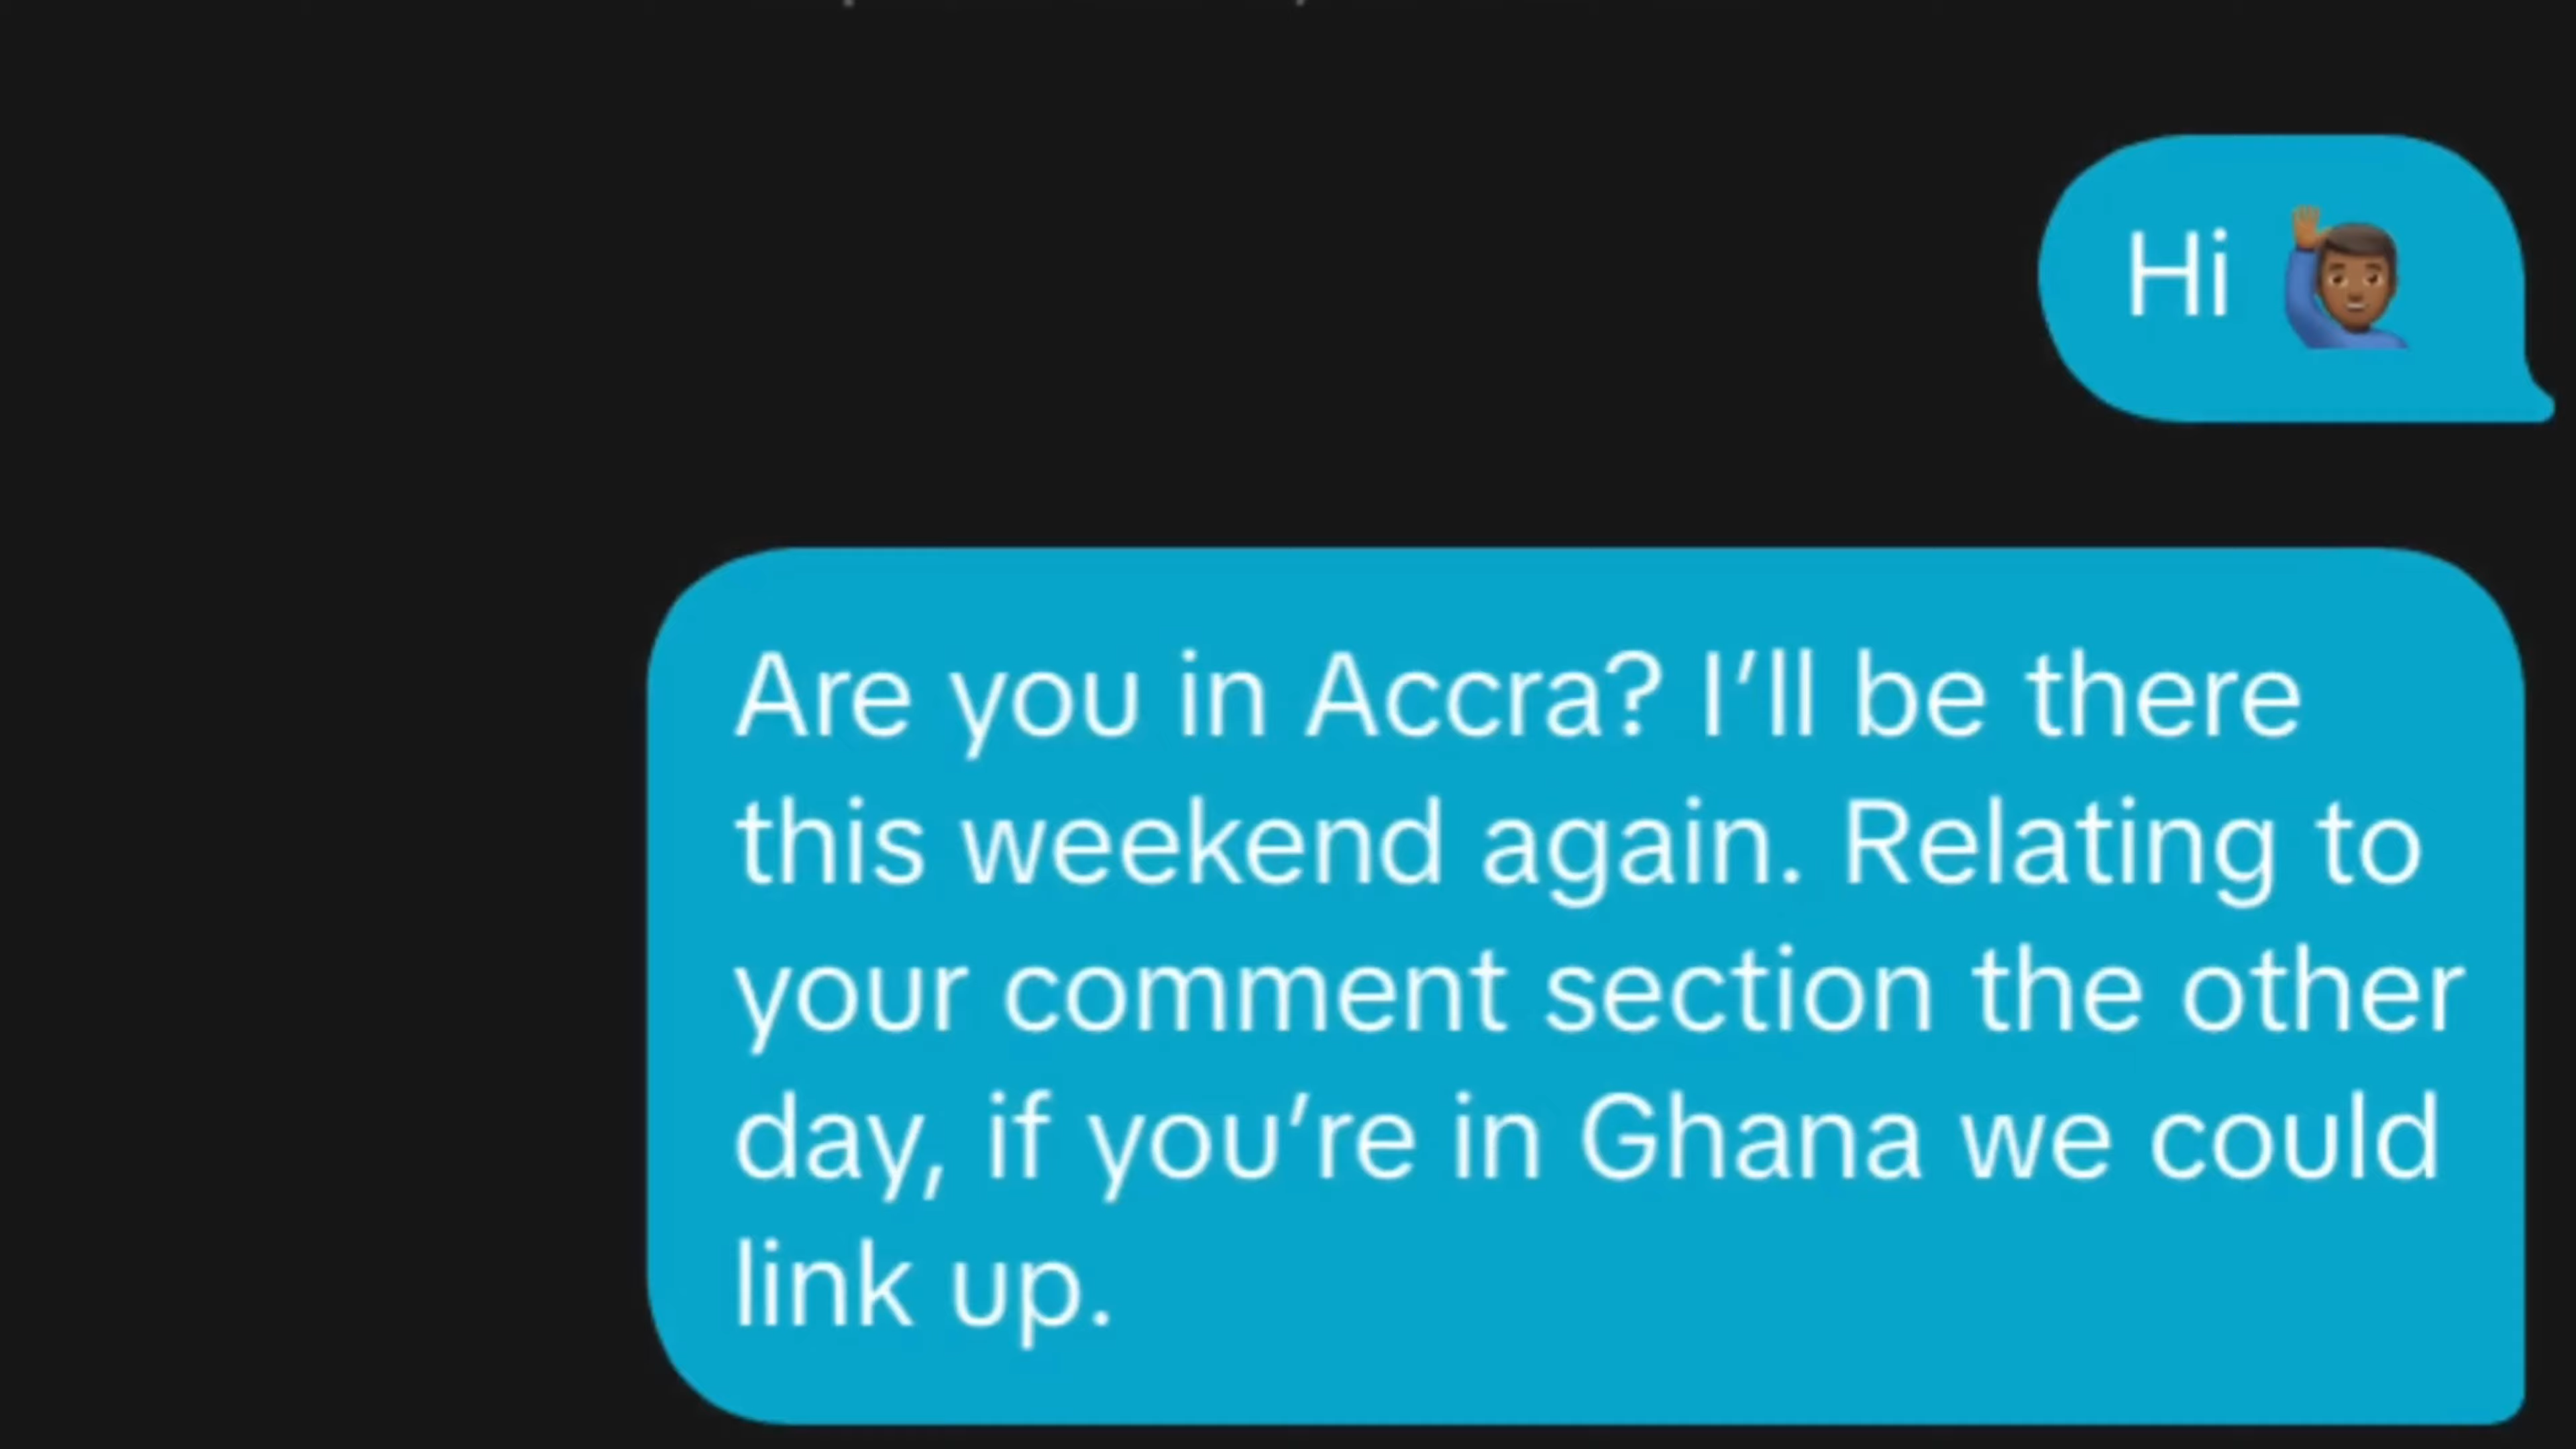 Hi 🙋🏾‍♂️
Are you in Accra? I’ll be there
this weekend again. Relating to
your comment section the other
day, if you’re in Ghana we could
link up.